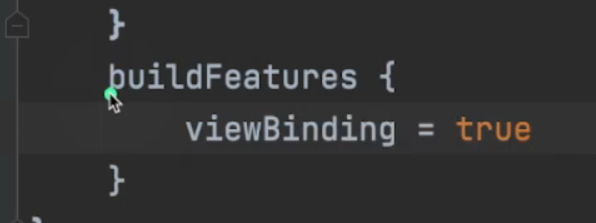 }
buildFeatures {
viewBinding = true
}
}